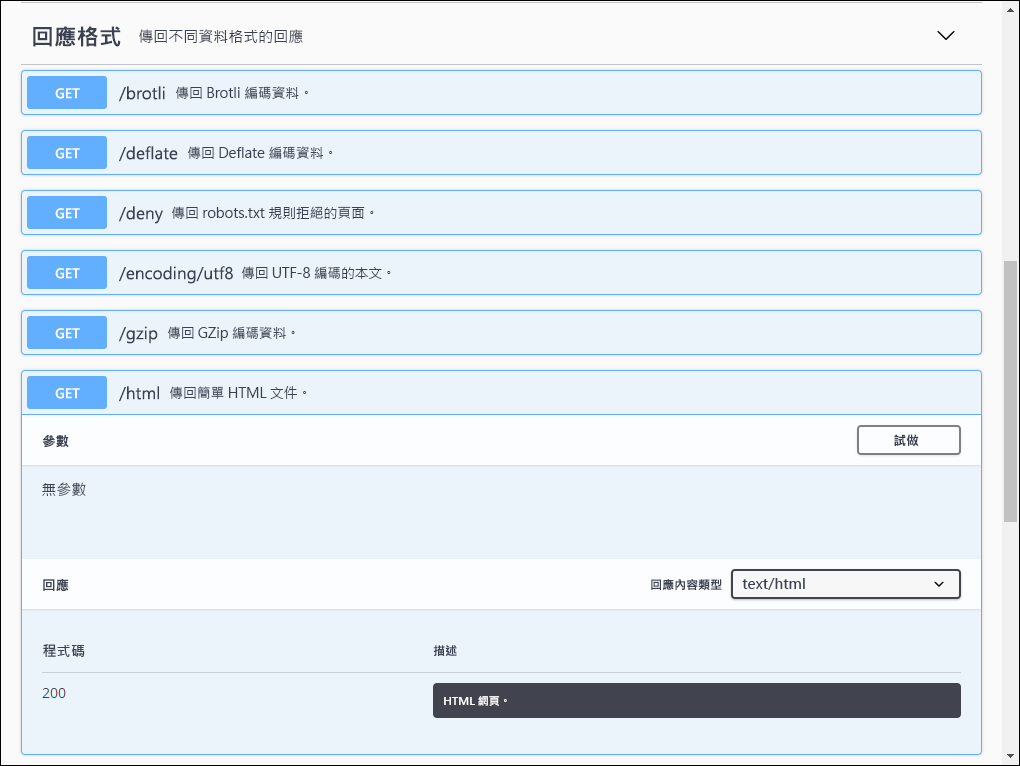 回應格式 傳回不同資料格式的回應
GET /brotli 傳回 Brotli 編碼資料。
GET /deflate 傳回 Deflate 編碼資料。
GET /deny 傳回 robots.txt 規則拒絕的頁面。
GET /encoding/utf8 傳回 UTF-8 編碼的本文。
GET /gzip 傳回 GZip 編碼資料。
GET /html 傳回簡單 HTML 文件。
參數 試做
無參數
回應 回應內容類型 text/html
程式碼 描述
200 HTML 網頁。